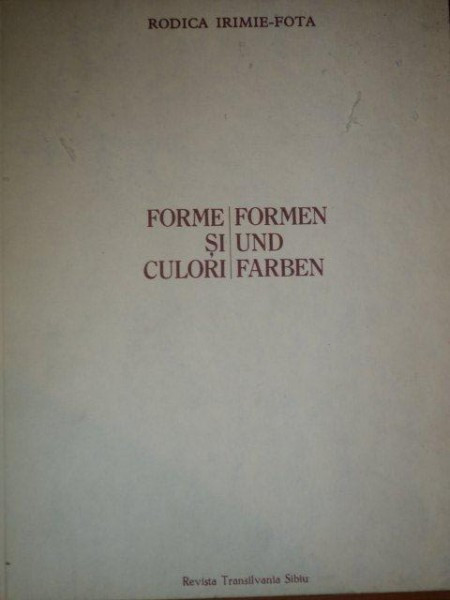 RODICA IRIMIE-FOTA
FORME | FORMEN
ȘI | UND
CULORI | FARBEN
Revista Transilvania Sibiu